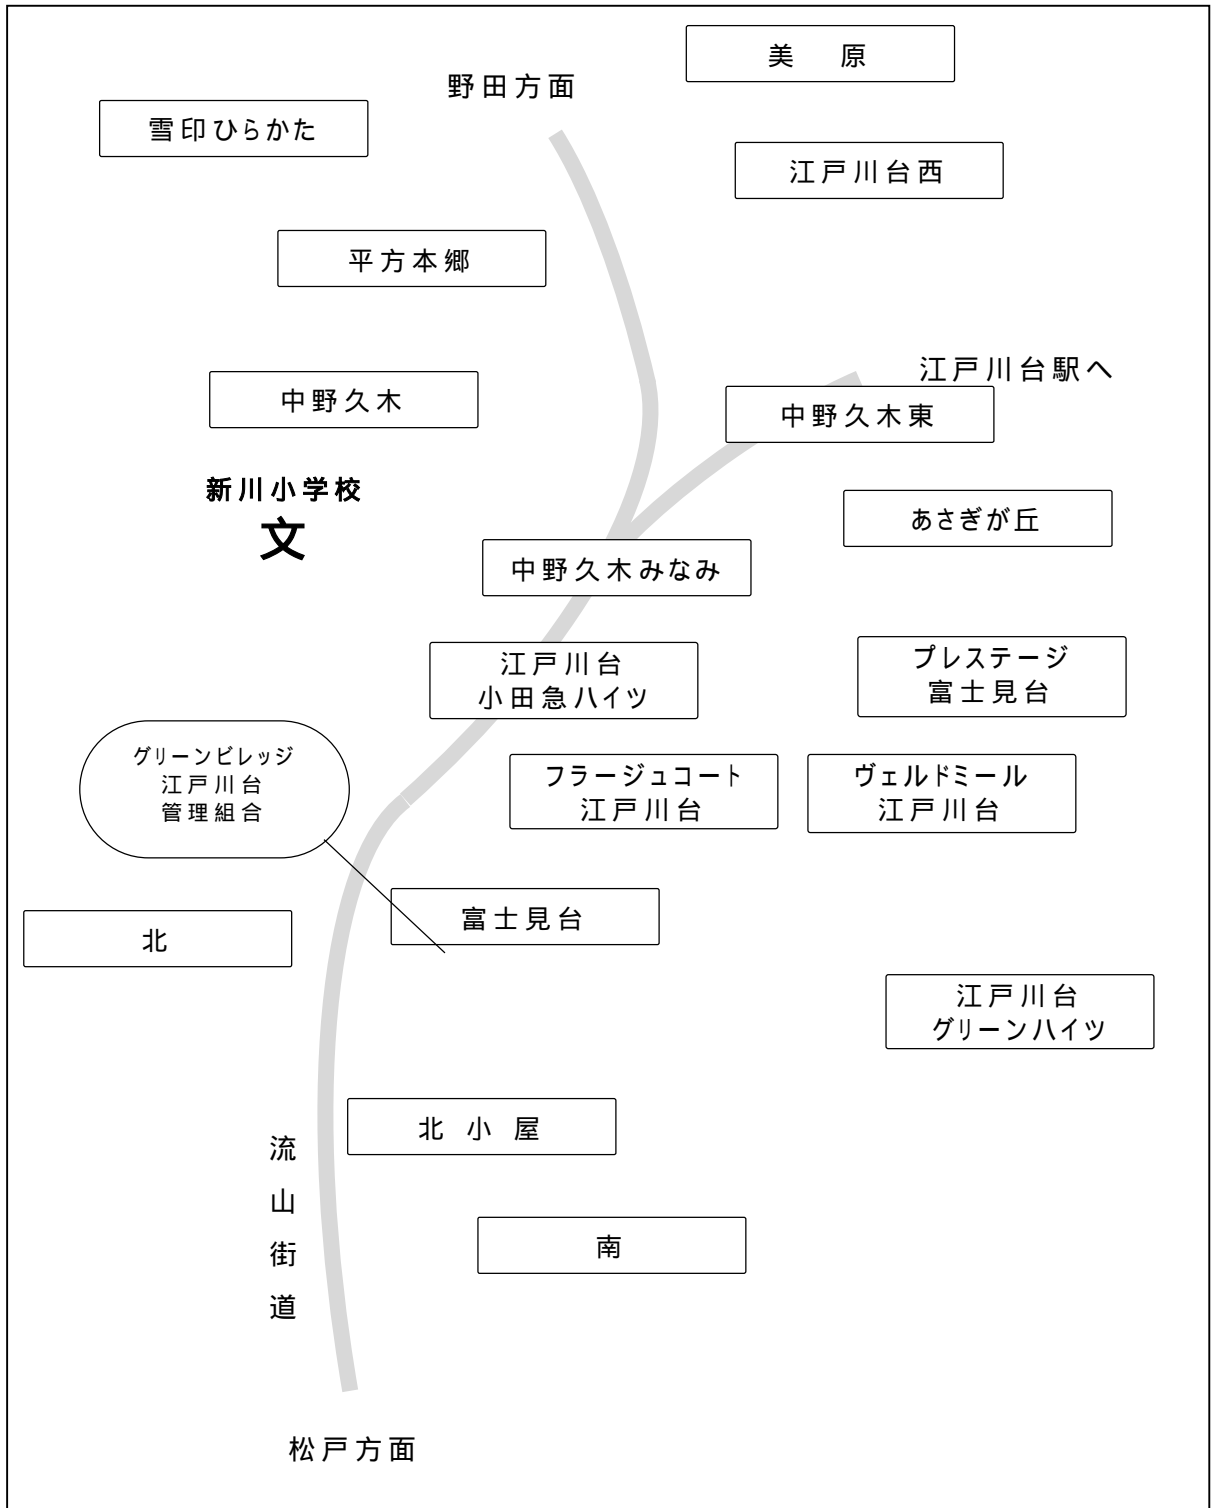 美原
野田方面
雪印ひらかた
江戸川台西
平方本郷
江戸川台駅へ
中野久木
中野久木東
新川小学校
文
あさぎが丘
中野久木みなみ
江戸川台
小田急ハイツ
プレステージ
富士見台
グリーンビレッジ
江戸川台
管理組合
フラージュコート
江戸川台
ヴェルドミール
江戸川台
富士見台
北
江戸川台
グリーンハイツ
北小屋
流山街道
南
松戸方面